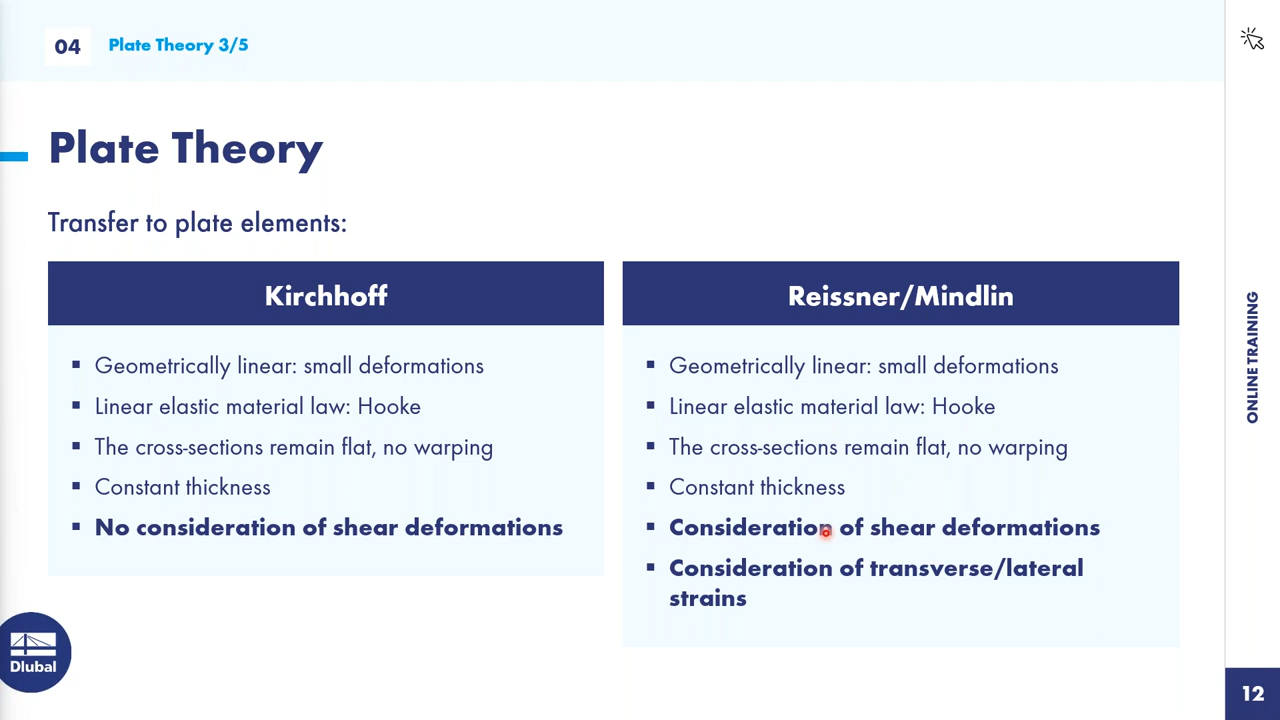 04
Plate Theory 3/5
Plate Theory
Transfer to plate elements:
Kirchhoff
▪ Geometrically linear: small deformations
▪ Linear elastic material law: Hooke
▪ The cross-sections remain flat, no warping
▪ Constant thickness
▪ No consideration of shear deformations
Reissner/Mindlin
▪ Geometrically linear: small deformations
▪ Linear elastic material law: Hooke
▪ The cross-sections remain flat, no warping
▪ Constant thickness
▪ Consideration of shear deformations
▪ Consideration of transverse/lateral
strains
ONLINE TRAINING
Dlubal
12